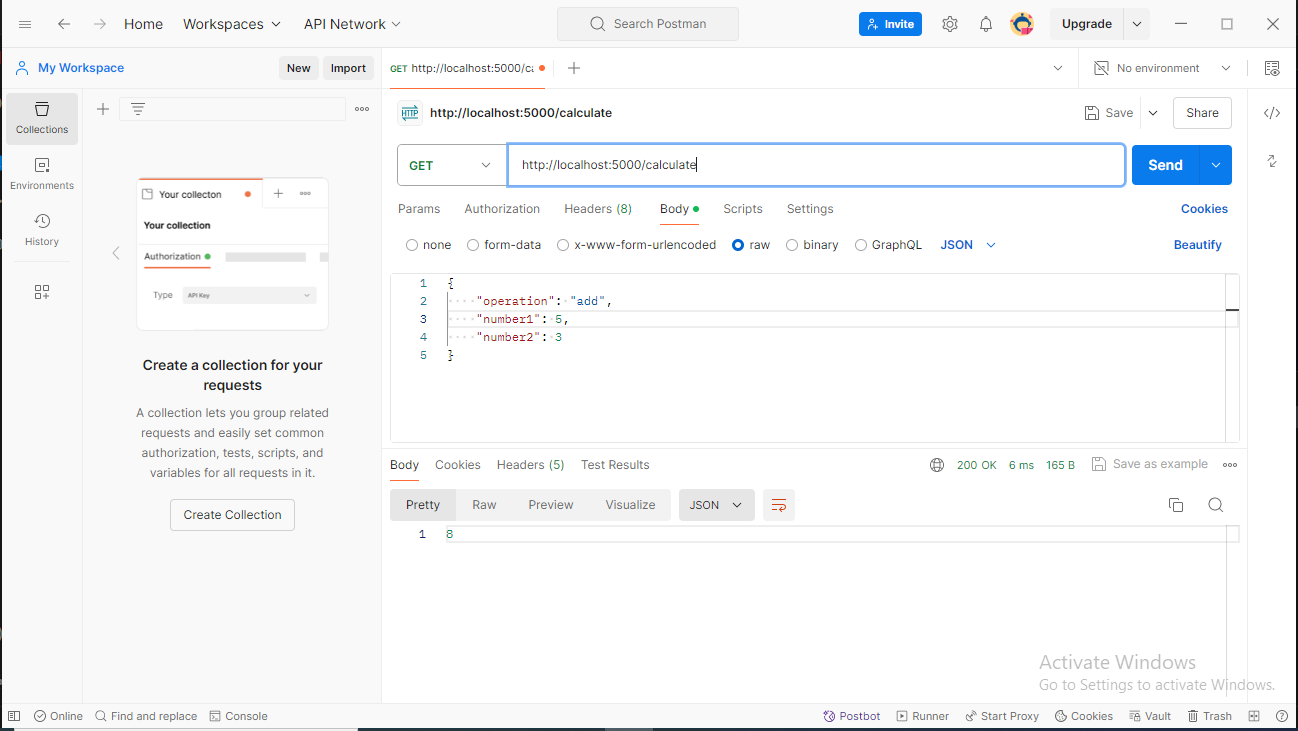 Home Workspaces API Network Search Postman Invite Upgrade
My Workspace New Import GET http://localhost:5000/ca No environment
Collections
Environments
History
Your collecton
Your collection
Authorization
Type API Key
Create a collection for your
requests
A collection lets you group related
requests and easily set common
authorization, tests, scripts, and
variables for all requests in it.
Create Collection
HTTP http://localhost:5000/calculate Save Share
GET http://localhost:5000/calculate Send
Params Authorization Headers (8) Body Scripts Settings Cookies
none form-data x-www-form-urlencoded raw binary GraphQL JSON Beautify
1 {
2 "operation": "add",
3 "number1": 5,
4 "number2": 3
5 }
Body Cookies Headers (5) Test Results 200 OK 6 ms 165 B Save as example
Pretty Raw Preview Visualize JSON
1 8
Activate Windows
Go to Settings to activate Windows.
Online Find and replace Console Postbot Runner Start Proxy Cookies Vault Trash